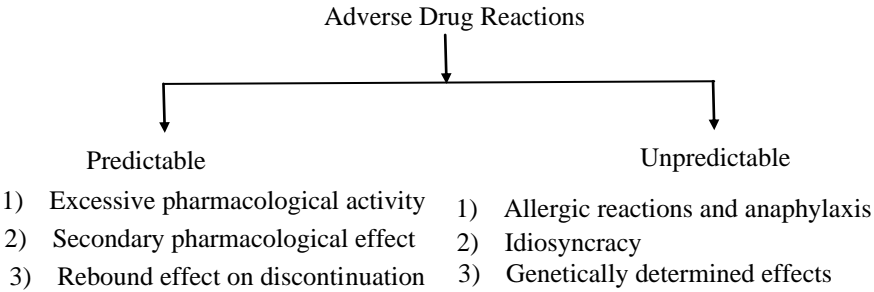 Adverse Drug Reactions
Predictable
1) Excessive pharmacological activity
2) Secondary pharmacological effect
3) Rebound effect on discontinuation
Unpredictable
1) Allergic reactions and anaphylaxis
2) Idiosyncracy
3) Genetically determined effects